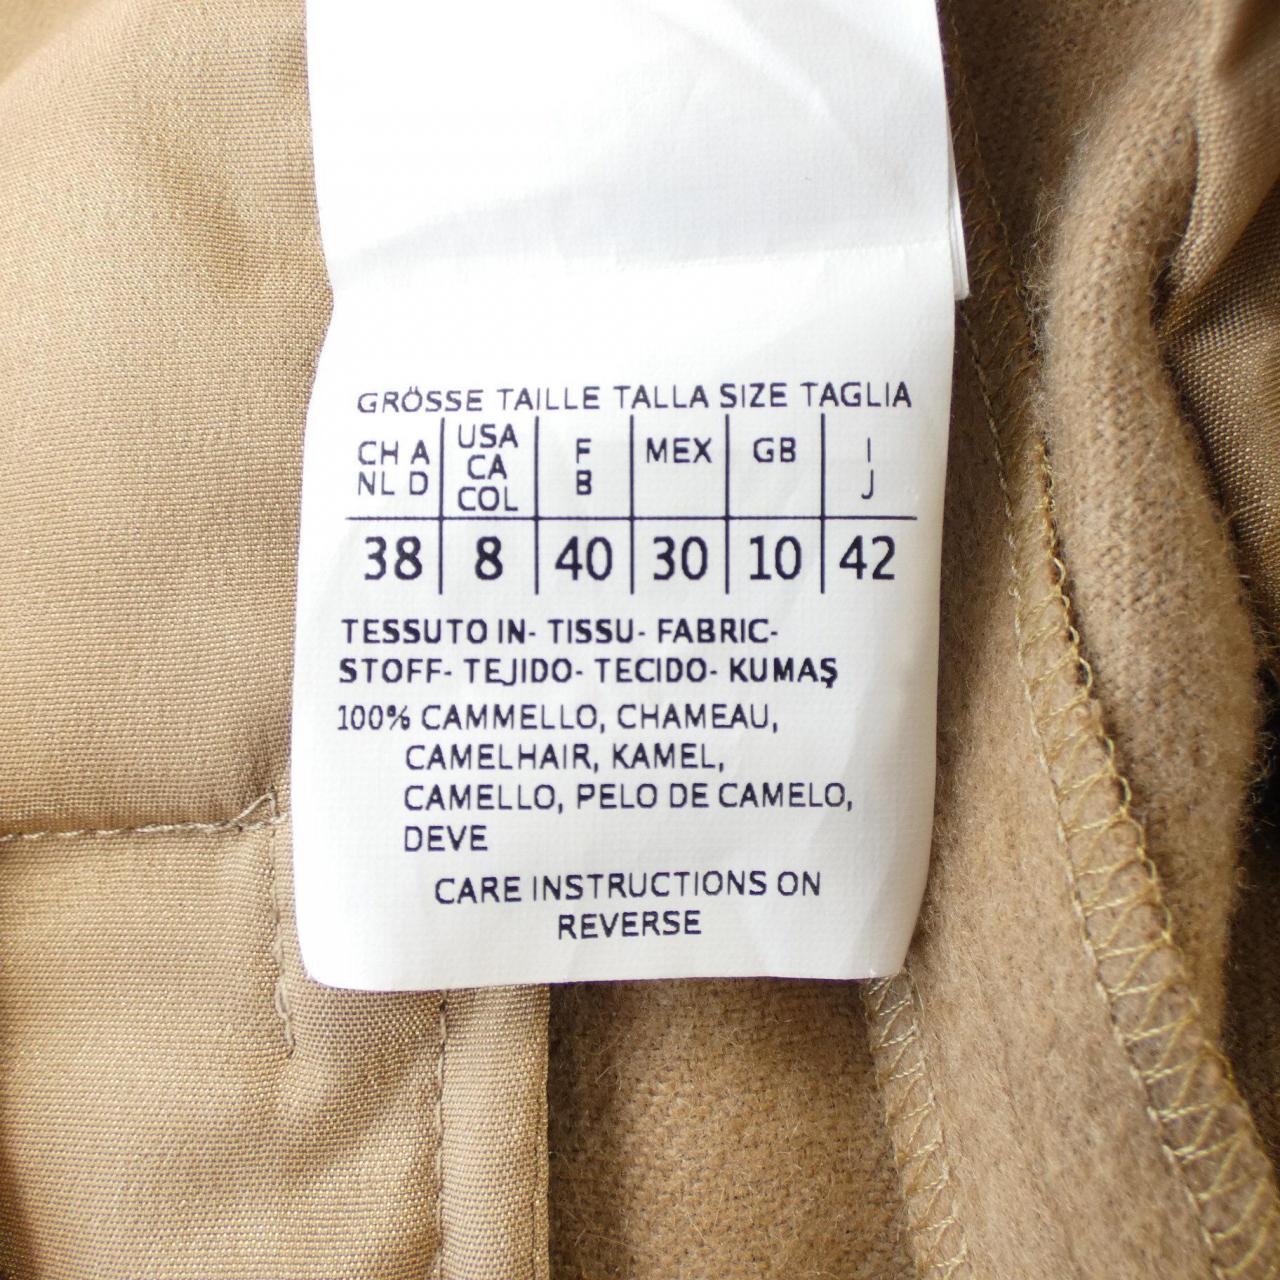 GRÖSSE TAILLE TALLA SIZE TAGLIA
CH A NL D USA CA COL F B MEX GB I J
38 8 40 30 10 42
TESSUTO IN- TISSU- FABRIC-
STOFF- TEJIDO- TECIDO- KUMAŞ
100% CAMMELLO, CHAMEAU,
CAMELHAIR, KAMEL,
CAMELLO, PELO DE CAMELO,
DEVE
CARE INSTRUCTIONS ON
REVERSE